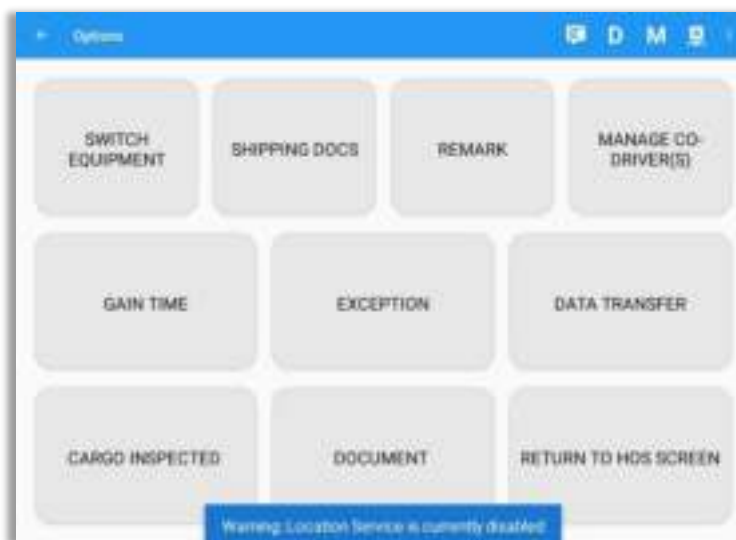 Options
D M
SWITCH
EQUIPMENT
SHIPPING DOCS
REMARK
MANAGE CO-
DRIVER(S)
GAIN TIME
EXCEPTION
DATA TRANSFER
CARGO INSPECTED
DOCUMENT
RETURN TO HOS SCREEN
Warning: Location Service is currently disabled